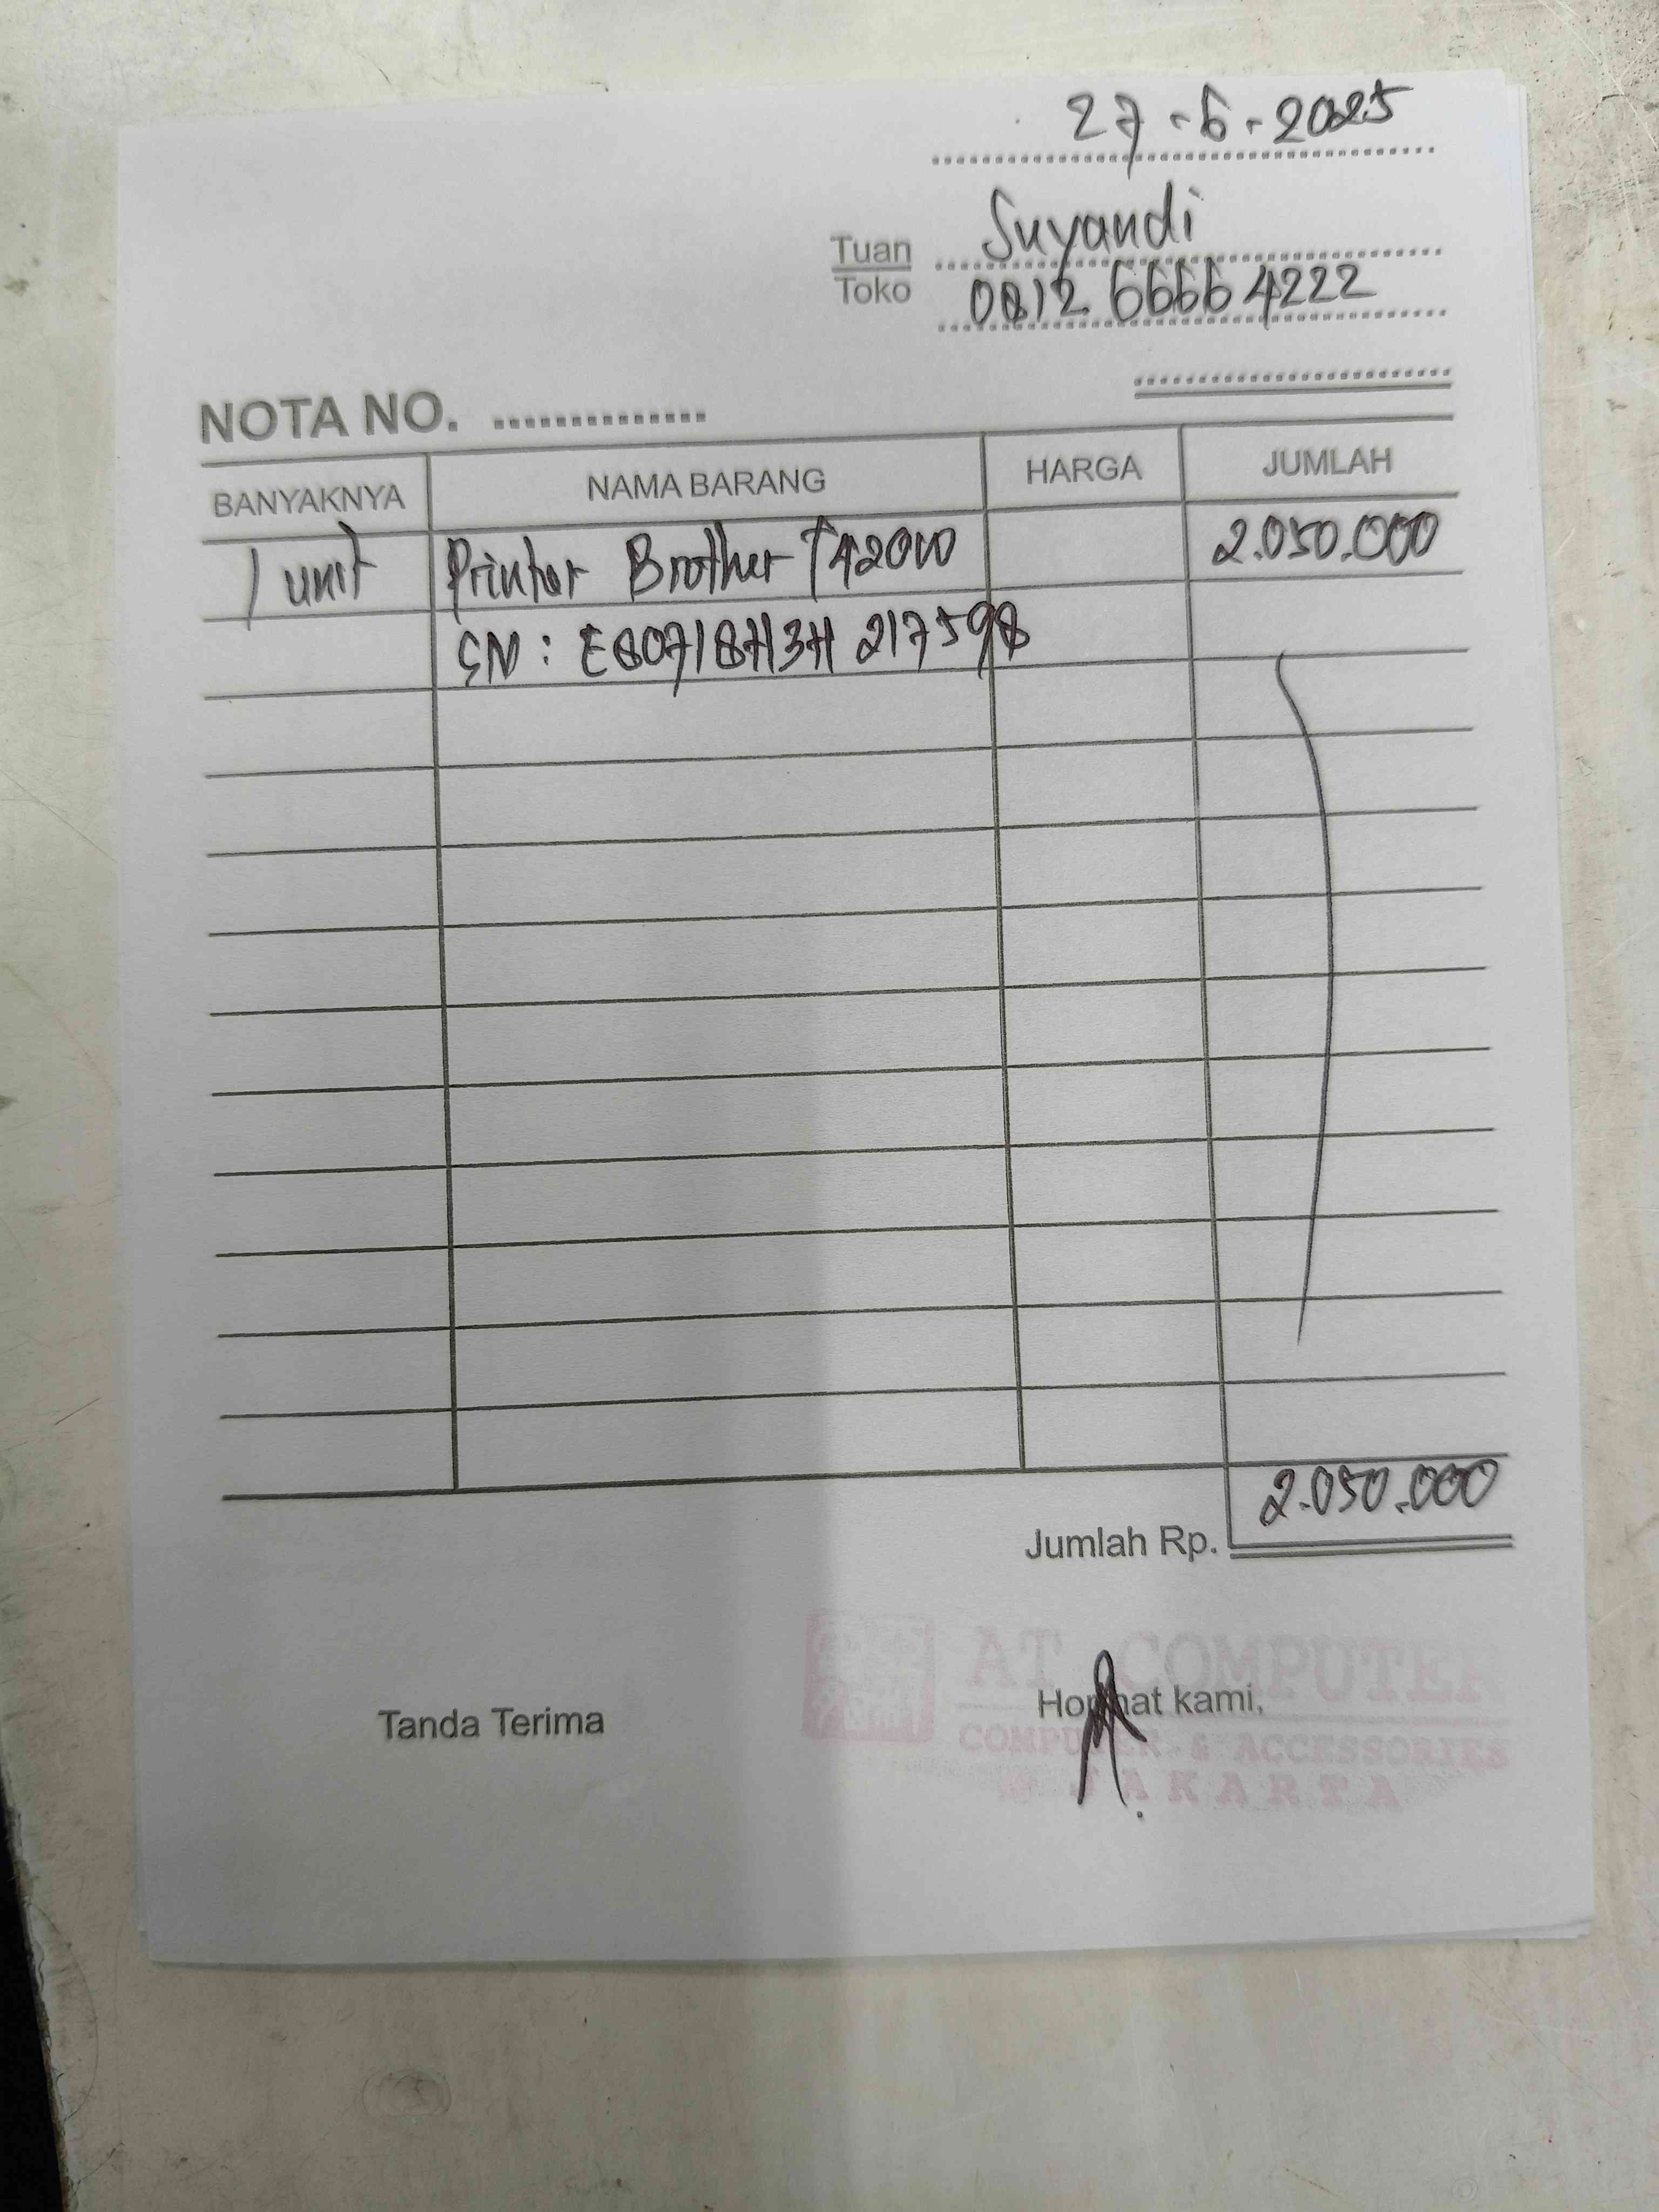 27-6-2025
Tuan Suyandi
Toko 0812 6666 4222
NOTA NO. ..............
BANYAKNYA NAMA BARANG HARGA JUMLAH
1 unit Printer Brother T420W 2.050.000
SN : E80718H3H217598
Jumlah Rp. 2.050.000
Tanda Terima
Hormat kami,
AT COMPUTER
COMPUTER & ACCESSORIES
JAKARTA